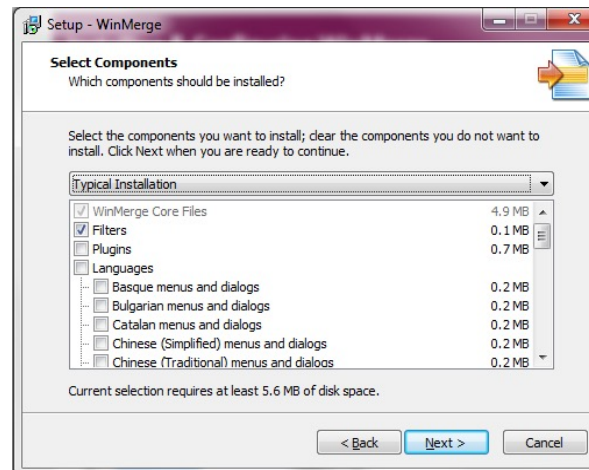 Setup - WinMerge
Select Components
Which components should be installed?
Select the components you want to install; clear the components you do not want to
install. Click Next when you are ready to continue.
Typical Installation
WinMerge Core Files 4.9 MB
Filters 0.1 MB
Plugins 0.7 MB
Languages
Basque menus and dialogs 0.2 MB
Bulgarian menus and dialogs 0.2 MB
Catalan menus and dialogs 0.2 MB
Chinese (Simplified) menus and dialogs 0.2 MB
Chinese (Traditional) menus and dialogs 0.2 MB
Current selection requires at least 5.6 MB of disk space.
< Back Next > Cancel